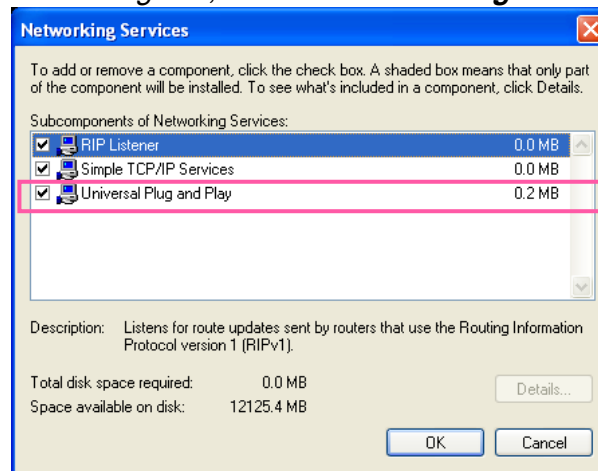 Networking Services
To add or remove a component, click the check box. A shaded box means that only part
of the component will be installed. To see what's included in a component, click Details.
Subcomponents of Networking Services:
RIP Listener 0.0 MB
Simple TCP/IP Services 0.0 MB
Universal Plug and Play 0.2 MB
Description: Listens for route updates sent by routers that use the Routing Information
Protocol version 1 (RIPv1).
Total disk space required: 0.0 MB
Space available on disk: 12125.4 MB
Details...
OK Cancel